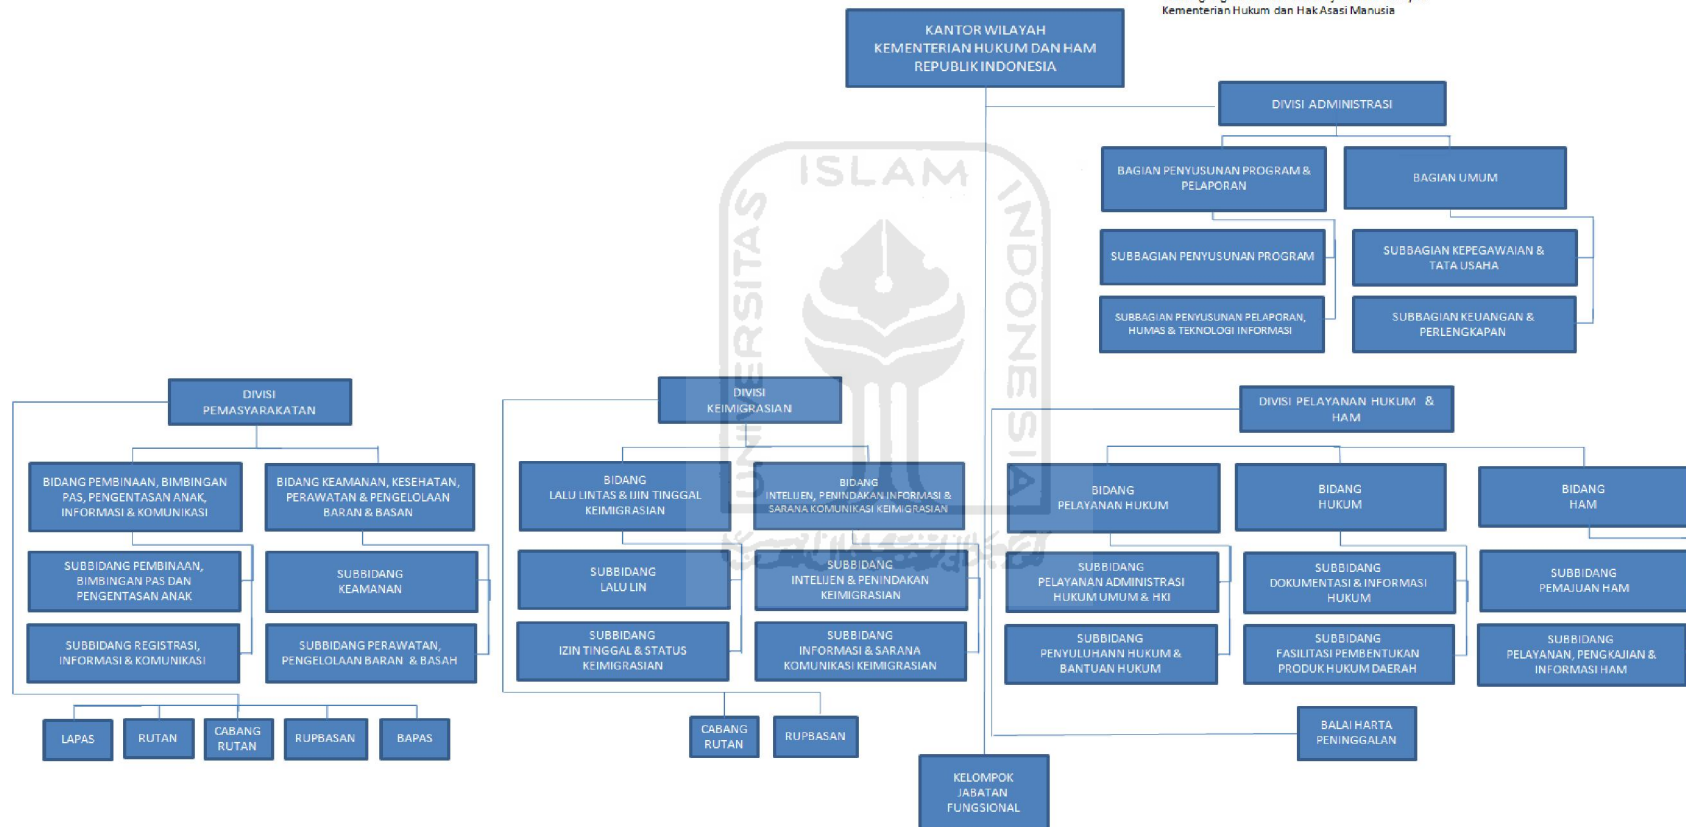 Kementerian Hukum dan Hak Asasi Manusia
KANTOR WILAYAH
KEMENTERIAN HUKUM DAN HAM
REPUBLIK INDONESIA
DIVISI ADMINISTRASI
BAGIAN PENYUSUNAN PROGRAM &
PELAPORAN
BAGIAN UMUM
SUBBAGIAN PENYUSUNAN PROGRAM
SUBBAGIAN KEPEGAWAIAN &
TATA USAHA
SUBBAGIAN PENYUSUNAN PELAPORAN,
HUMAS & TEKNOLOGI INFORMASI
SUBBAGIAN KEUANGAN &
PERLENGKAPAN
UNIVERSITAS
ISLAM
INDONESIA
DIVISI
PEMASYARAKATAN
BIDANG PEMBINAAN, BIMBINGAN
PAS, PENGENTASAN ANAK,
INFORMASI & KOMUNIKASI
BIDANG KEAMANAN, KESEHATAN,
PERAWATAN & PENGELOLAAN
BARAN & BASAN
SUBBIDANG PEMBINAAN,
BIMBINGAN PAS DAN
PENGENTASAN ANAK
SUBBIDANG
KEAMANAN
SUBBIDANG REGISTRASI,
INFORMASI & KOMUNIKASI
SUBBIDANG PERAWATAN,
PENGELOLAAN BARAN & BASAH
LAPAS
RUTAN
CABANG
RUTAN
RUPBASAN
BAPAS
DIVISI
KEIMIGRASIAN
BIDANG
LALU LINTAS & IJIN TINGGAL
KEIMIGRASIAN
BIDANG
INTELIJEN, PENINDAKAN INFORMASI &
SARANA KOMUNIKASI KEIMIGRASIAN
SUBBIDANG
LALU LIN
SUBBIDANG
INTELIJEN & PENINDAKAN
KEIMIGRASIAN
SUBBIDANG
IZIN TINGGAL & STATUS
KEIMIGRASIAN
SUBBIDANG
INFORMASI & SARANA
KOMUNIKASI KEIMIGRASIAN
CABANG
RUTAN
RUPBASAN
DIVISI PELAYANAN HUKUM &
HAM
BIDANG
PELAYANAN HUKUM
BIDANG
HUKUM
BIDANG
HAM
SUBBIDANG
PELAYANAN ADMINISTRASI
HUKUM UMUM & HKI
SUBBIDANG
DOKUMENTASI & INFORMASI
HUKUM
SUBBIDANG
PEMAJUAN HAM
SUBBIDANG
PENYULUHANN HUKUM &
BANTUAN HUKUM
SUBBIDANG
FASILITASI PEMBENTUKAN
PRODUK HUKUM DAERAH
SUBBIDANG
PELAYANAN, PENGKAJIAN &
INFORMASI HAM
BALAI HARTA
PENINGGALAN
KELOMPOK
JABATAN
FUNGSIONAL